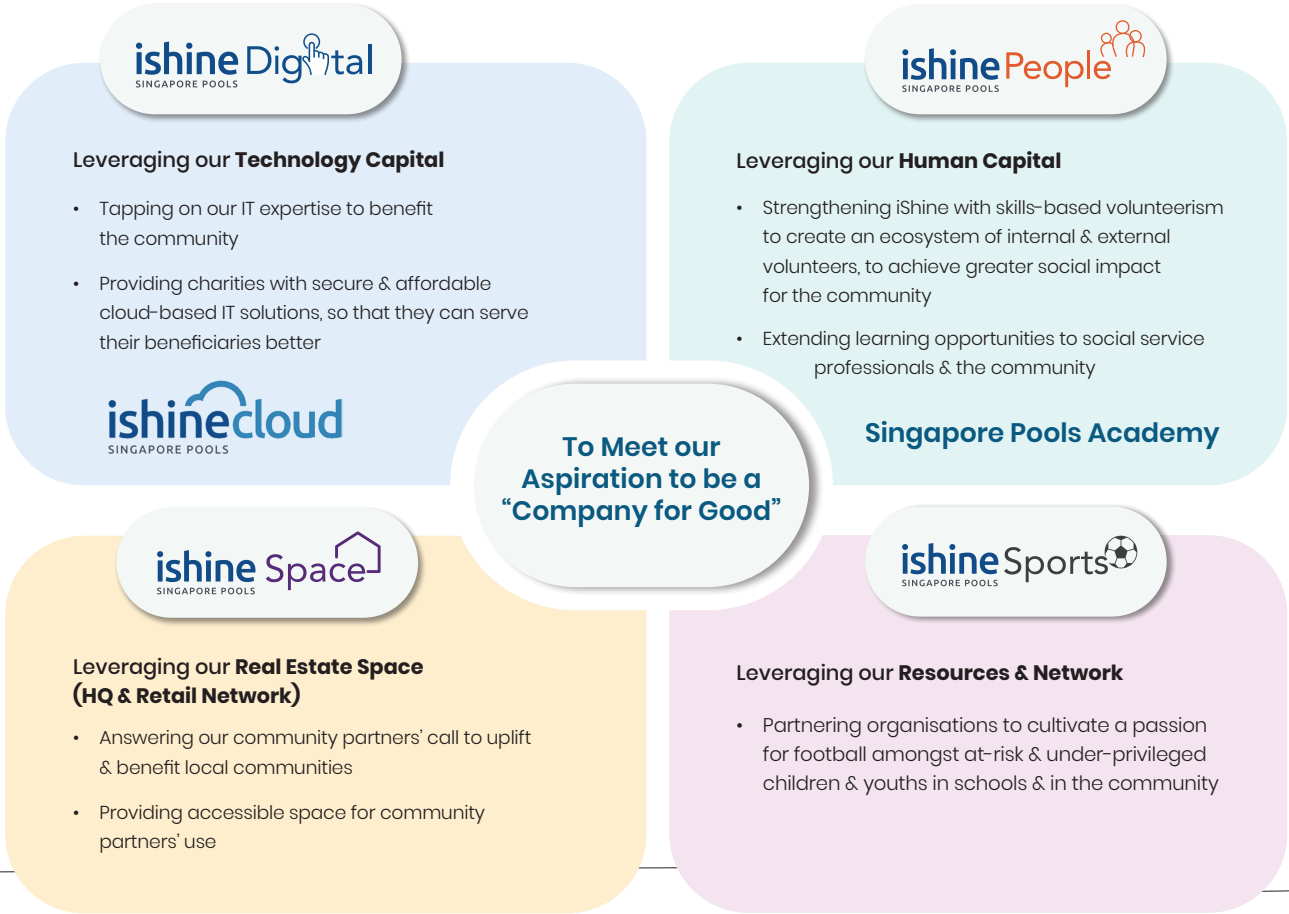 ishine Digital
SINGAPORE POOLS
Leveraging our Technology Capital
• Tapping on our IT expertise to benefit
the community
• Providing charities with secure & affordable
cloud-based IT solutions, so that they can serve
their beneficiaries better
ishinecloud
SINGAPORE POOLS
ishine People
SINGAPORE POOLS
Leveraging our Human Capital
• Strengthening iShine with skills-based volunteerism
to create an ecosystem of internal & external
volunteers, to achieve greater social impact
for the community
• Extending learning opportunities to social service
professionals & the community
Singapore Pools Academy
To Meet our
Aspiration to be a
“Company for Good”
ishine Space
SINGAPORE POOLS
Leveraging our Real Estate Space
(HQ & Retail Network)
• Answering our community partners’ call to uplift
& benefit local communities
• Providing accessible space for community
partners’ use
ishine Sports
SINGAPORE POOLS
Leveraging our Resources & Network
• Partnering organisations to cultivate a passion
for football amongst at-risk & under-privileged
children & youths in schools & in the community